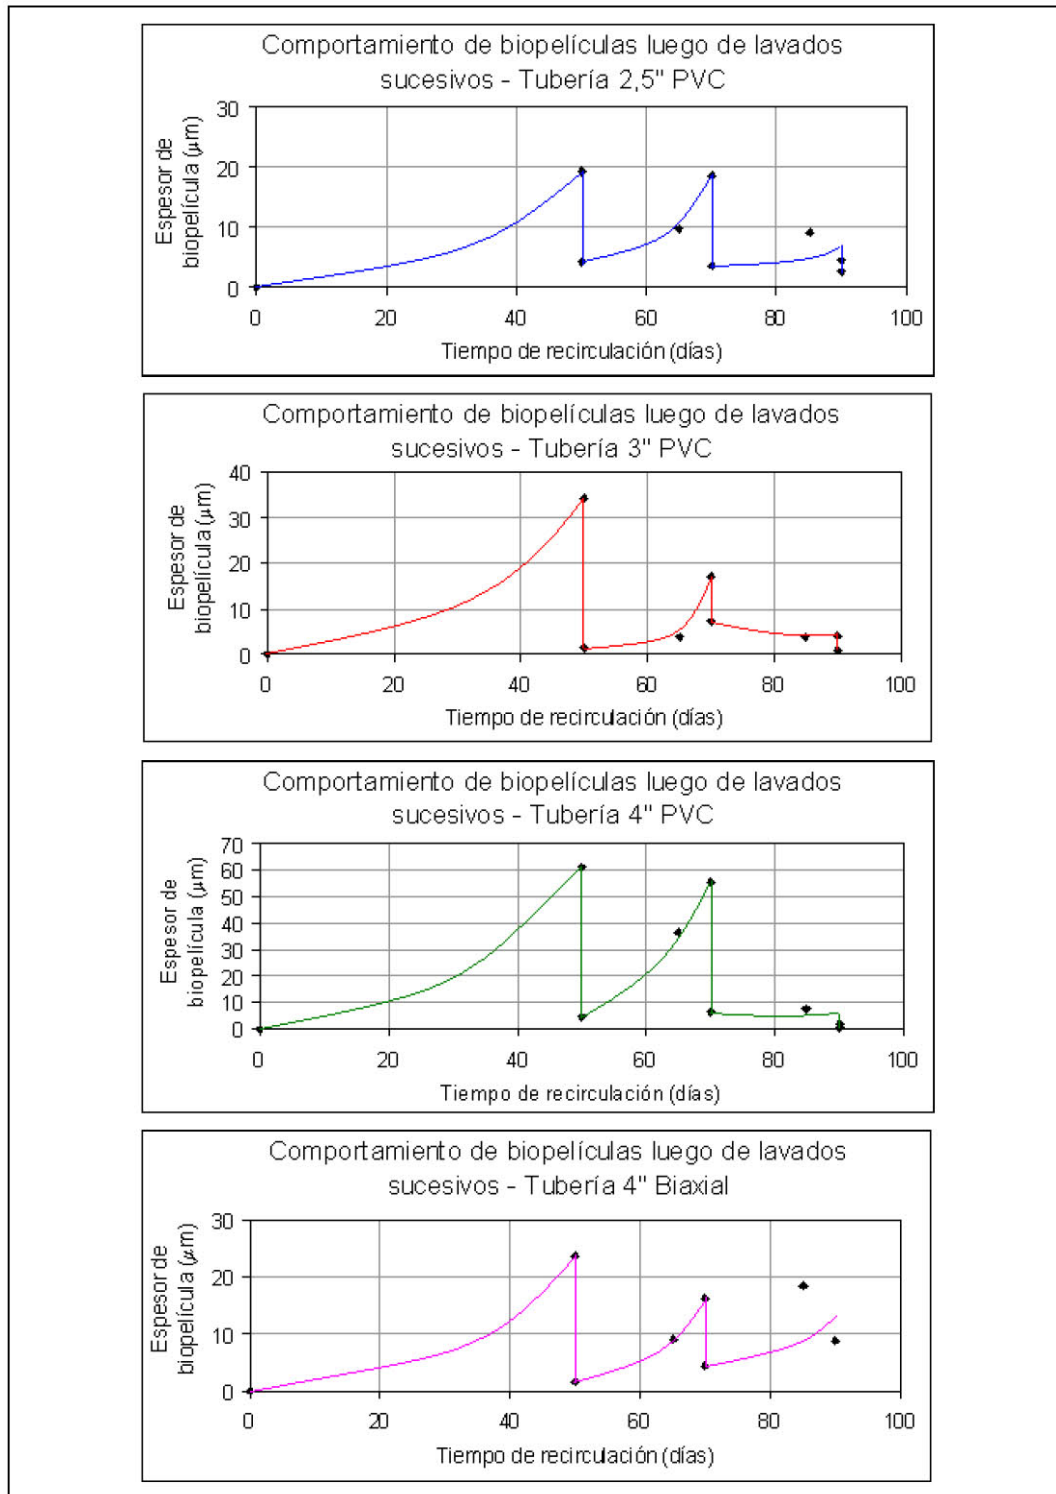 Comportamiento de biopelículas luego de lavados
sucesivos - Tubería 2,5" PVC
Espesor de
biopelícula (μm)
30
20
10
0
0 20 40 60 80 100
Tiempo de recirculación (días)
Comportamiento de biopelículas luego de lavados
sucesivos - Tubería 3" PVC
Espesor de
biopelícula (μm)
40
30
20
10
0
0 20 40 60 80 100
Tiempo de recirculación (días)
Comportamiento de biopelículas luego de lavados
sucesivos - Tubería 4" PVC
Espesor de
biopelícula (μm)
70
60
50
40
30
20
10
0
0 20 40 60 80 100
Tiempo de recirculación (días)
Comportamiento de biopelículas luego de lavados
sucesivos - Tubería 4" Biaxial
Espesor de
biopelícula (μm)
30
20
10
0
0 20 40 60 80 100
Tiempo de recirculación (días)